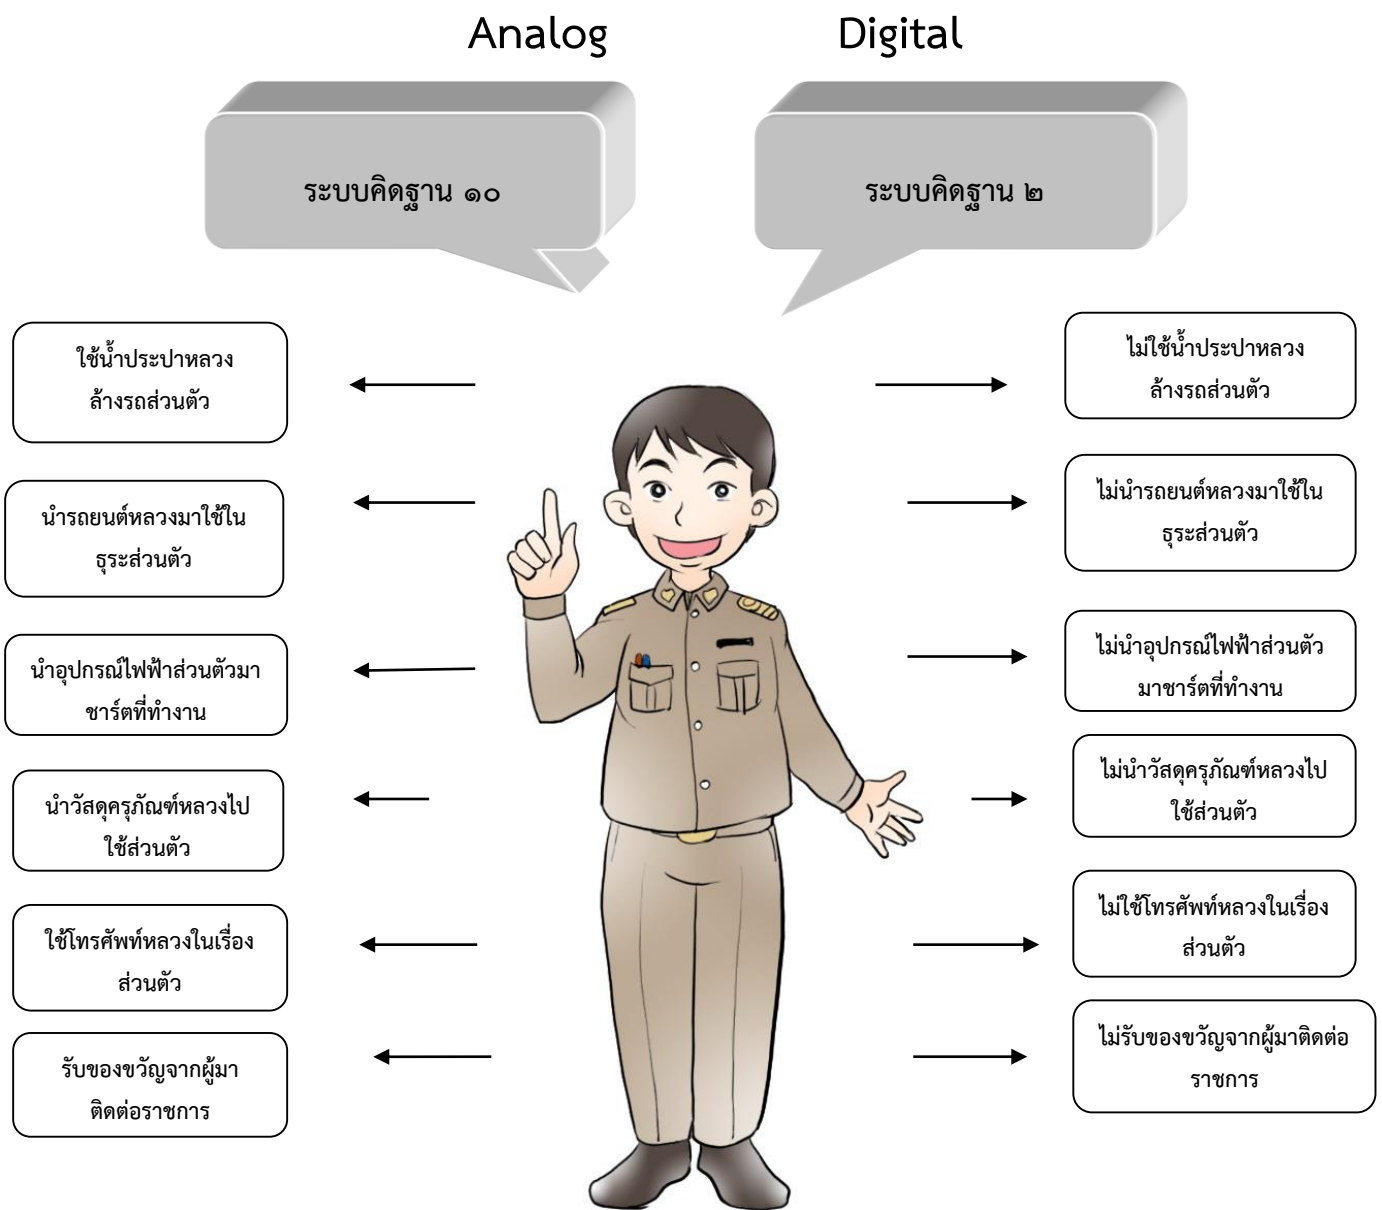 Analog
Digital
ระบบคิดฐาน ๑๐
ระบบคิดฐาน ๒
ใช้น้ำประปาหลวง
ล้างรถส่วนตัว
นำรถยนต์หลวงมาใช้ใน
ธุระส่วนตัว
นำอุปกรณ์ไฟฟ้าส่วนตัวมา
ชาร์ตที่ทำงาน
นำวัสดุครุภัณฑ์หลวงไป
ใช้ส่วนตัว
ใช้โทรศัพท์หลวงในเรื่อง
ส่วนตัว
รับของขวัญจากผู้มา
ติดต่อราชการ
ไม่ใช้น้ำประปาหลวง
ล้างรถส่วนตัว
ไม่นำรถยนต์หลวงมาใช้ใน
ธุระส่วนตัว
ไม่นำอุปกรณ์ไฟฟ้าส่วนตัว
มาชาร์ตที่ทำงาน
ไม่นำวัสดุครุภัณฑ์หลวงไป
ใช้ส่วนตัว
ไม่ใช้โทรศัพท์หลวงในเรื่อง
ส่วนตัว
ไม่รับของขวัญจากผู้มาติดต่อ
ราชการ